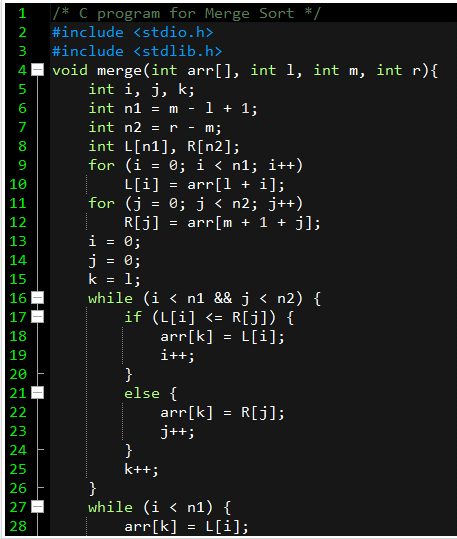 1 /* C program for Merge Sort */
2 #include <stdio.h>
3 #include <stdlib.h>
4 void merge(int arr[], int l, int m, int r){
5     int i, j, k;
6     int n1 = m - l + 1;
7     int n2 = r - m;
8     int L[n1], R[n2];
9     for (i = 0; i < n1; i++)
10         L[i] = arr[l + i];
11     for (j = 0; j < n2; j++)
12         R[j] = arr[m + 1 + j];
13     i = 0;
14     j = 0;
15     k = l;
16     while (i < n1 && j < n2) {
17         if (L[i] <= R[j]) {
18             arr[k] = L[i];
19             i++;
20         }
21         else {
22             arr[k] = R[j];
23             j++;
24         }
25         k++;
26     }
27     while (i < n1) {
28         arr[k] = L[i];